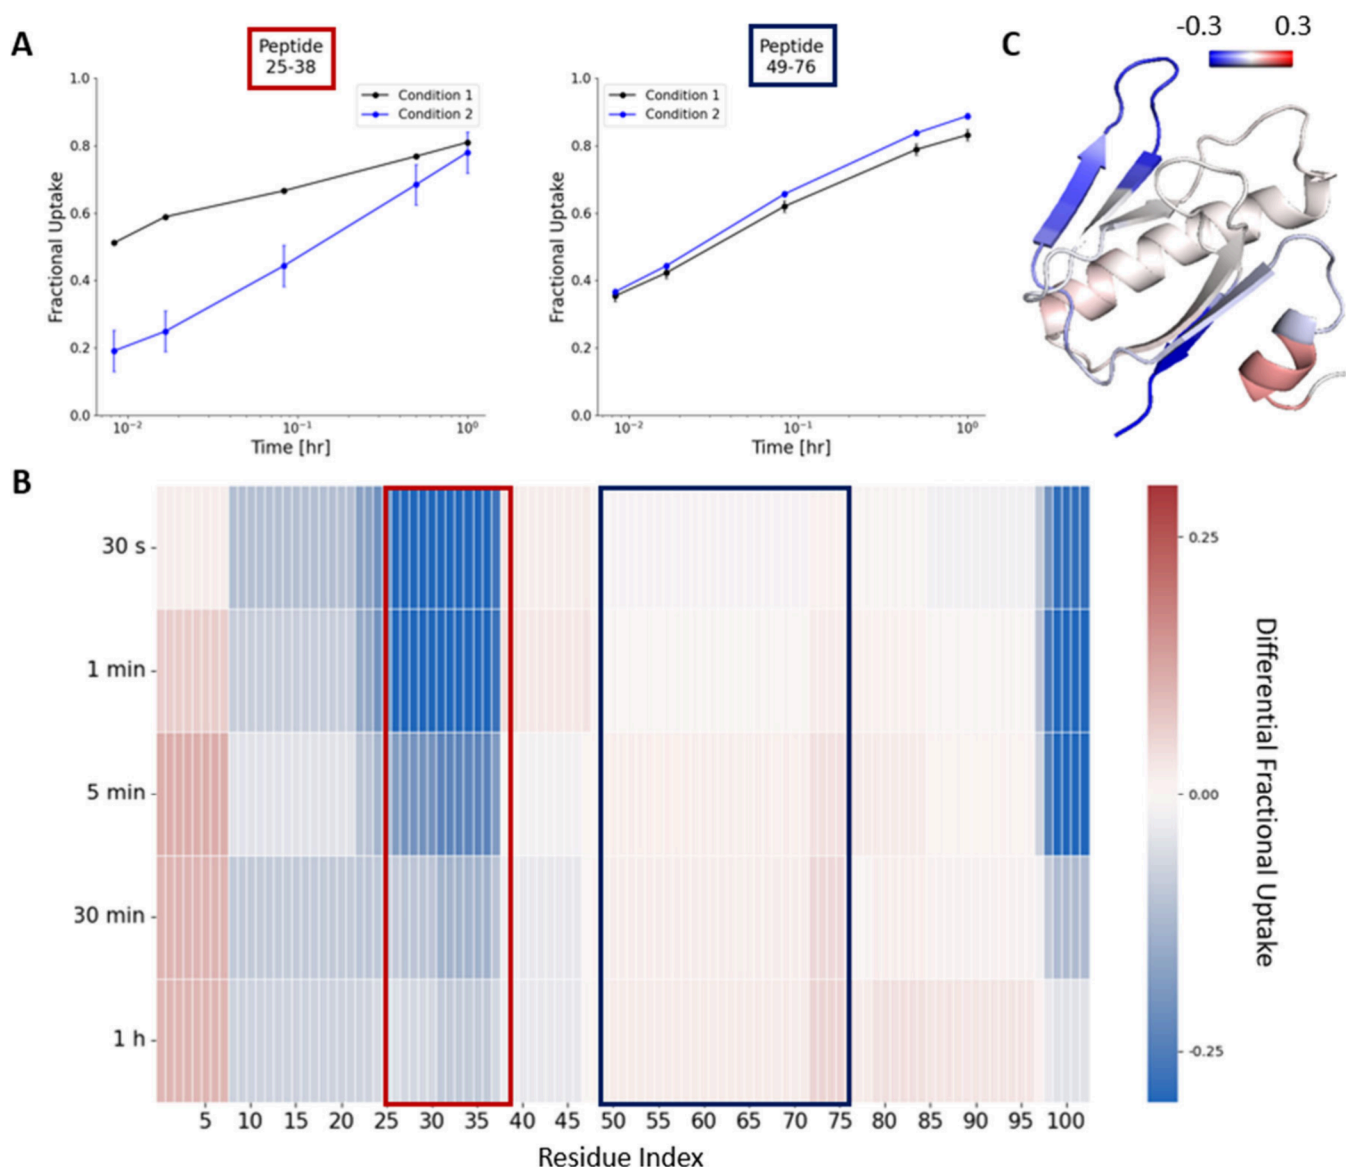 A
Peptide
25-38
Peptide
49-76
C
-0.3 0.3
1.0
0.8
0.6
0.4
0.2
0.0
Fractional Uptake
Condition 1
Condition 2
10⁻² 10⁻¹ 10⁰
Time [hr]
1.0
0.8
0.6
0.4
0.2
0.0
Fractional Uptake
Condition 1
Condition 2
10⁻² 10⁻¹ 10⁰
Time [hr]
B
30 s
1 min
5 min
30 min
1 h
5 10 15 20 25 30 35 40 45 50 55 60 65 70 75 80 85 90 95 100
Residue Index
0.25
0.00
-0.25
Differential Fractional Uptake